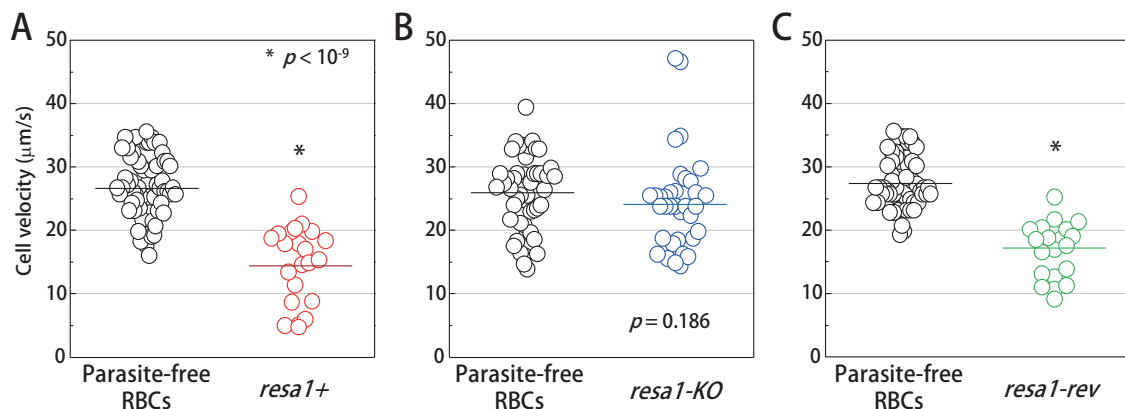 A
B
C
Cell velocity (μm/s)
50
40
30
20
10
0
* p < 10-9
*
Parasite-free
RBCs
resa1+
50
40
30
20
10
0
p = 0.186
Parasite-free
RBCs
resa1-KO
50
40
30
20
10
0
*
Parasite-free
RBCs
resa1-rev